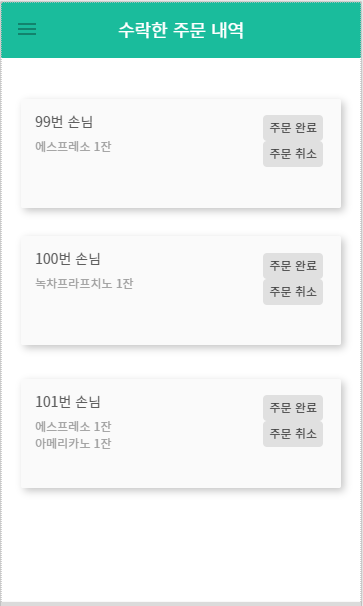 수락한 주문 내역
99번 손님
주문 완료
에스프레소 1잔
주문 취소
100번 손님
주문 완료
녹차프라프치노 1잔
주문 취소
101번 손님
주문 완료
에스프레소 1잔
주문 취소
아메리카노 1잔